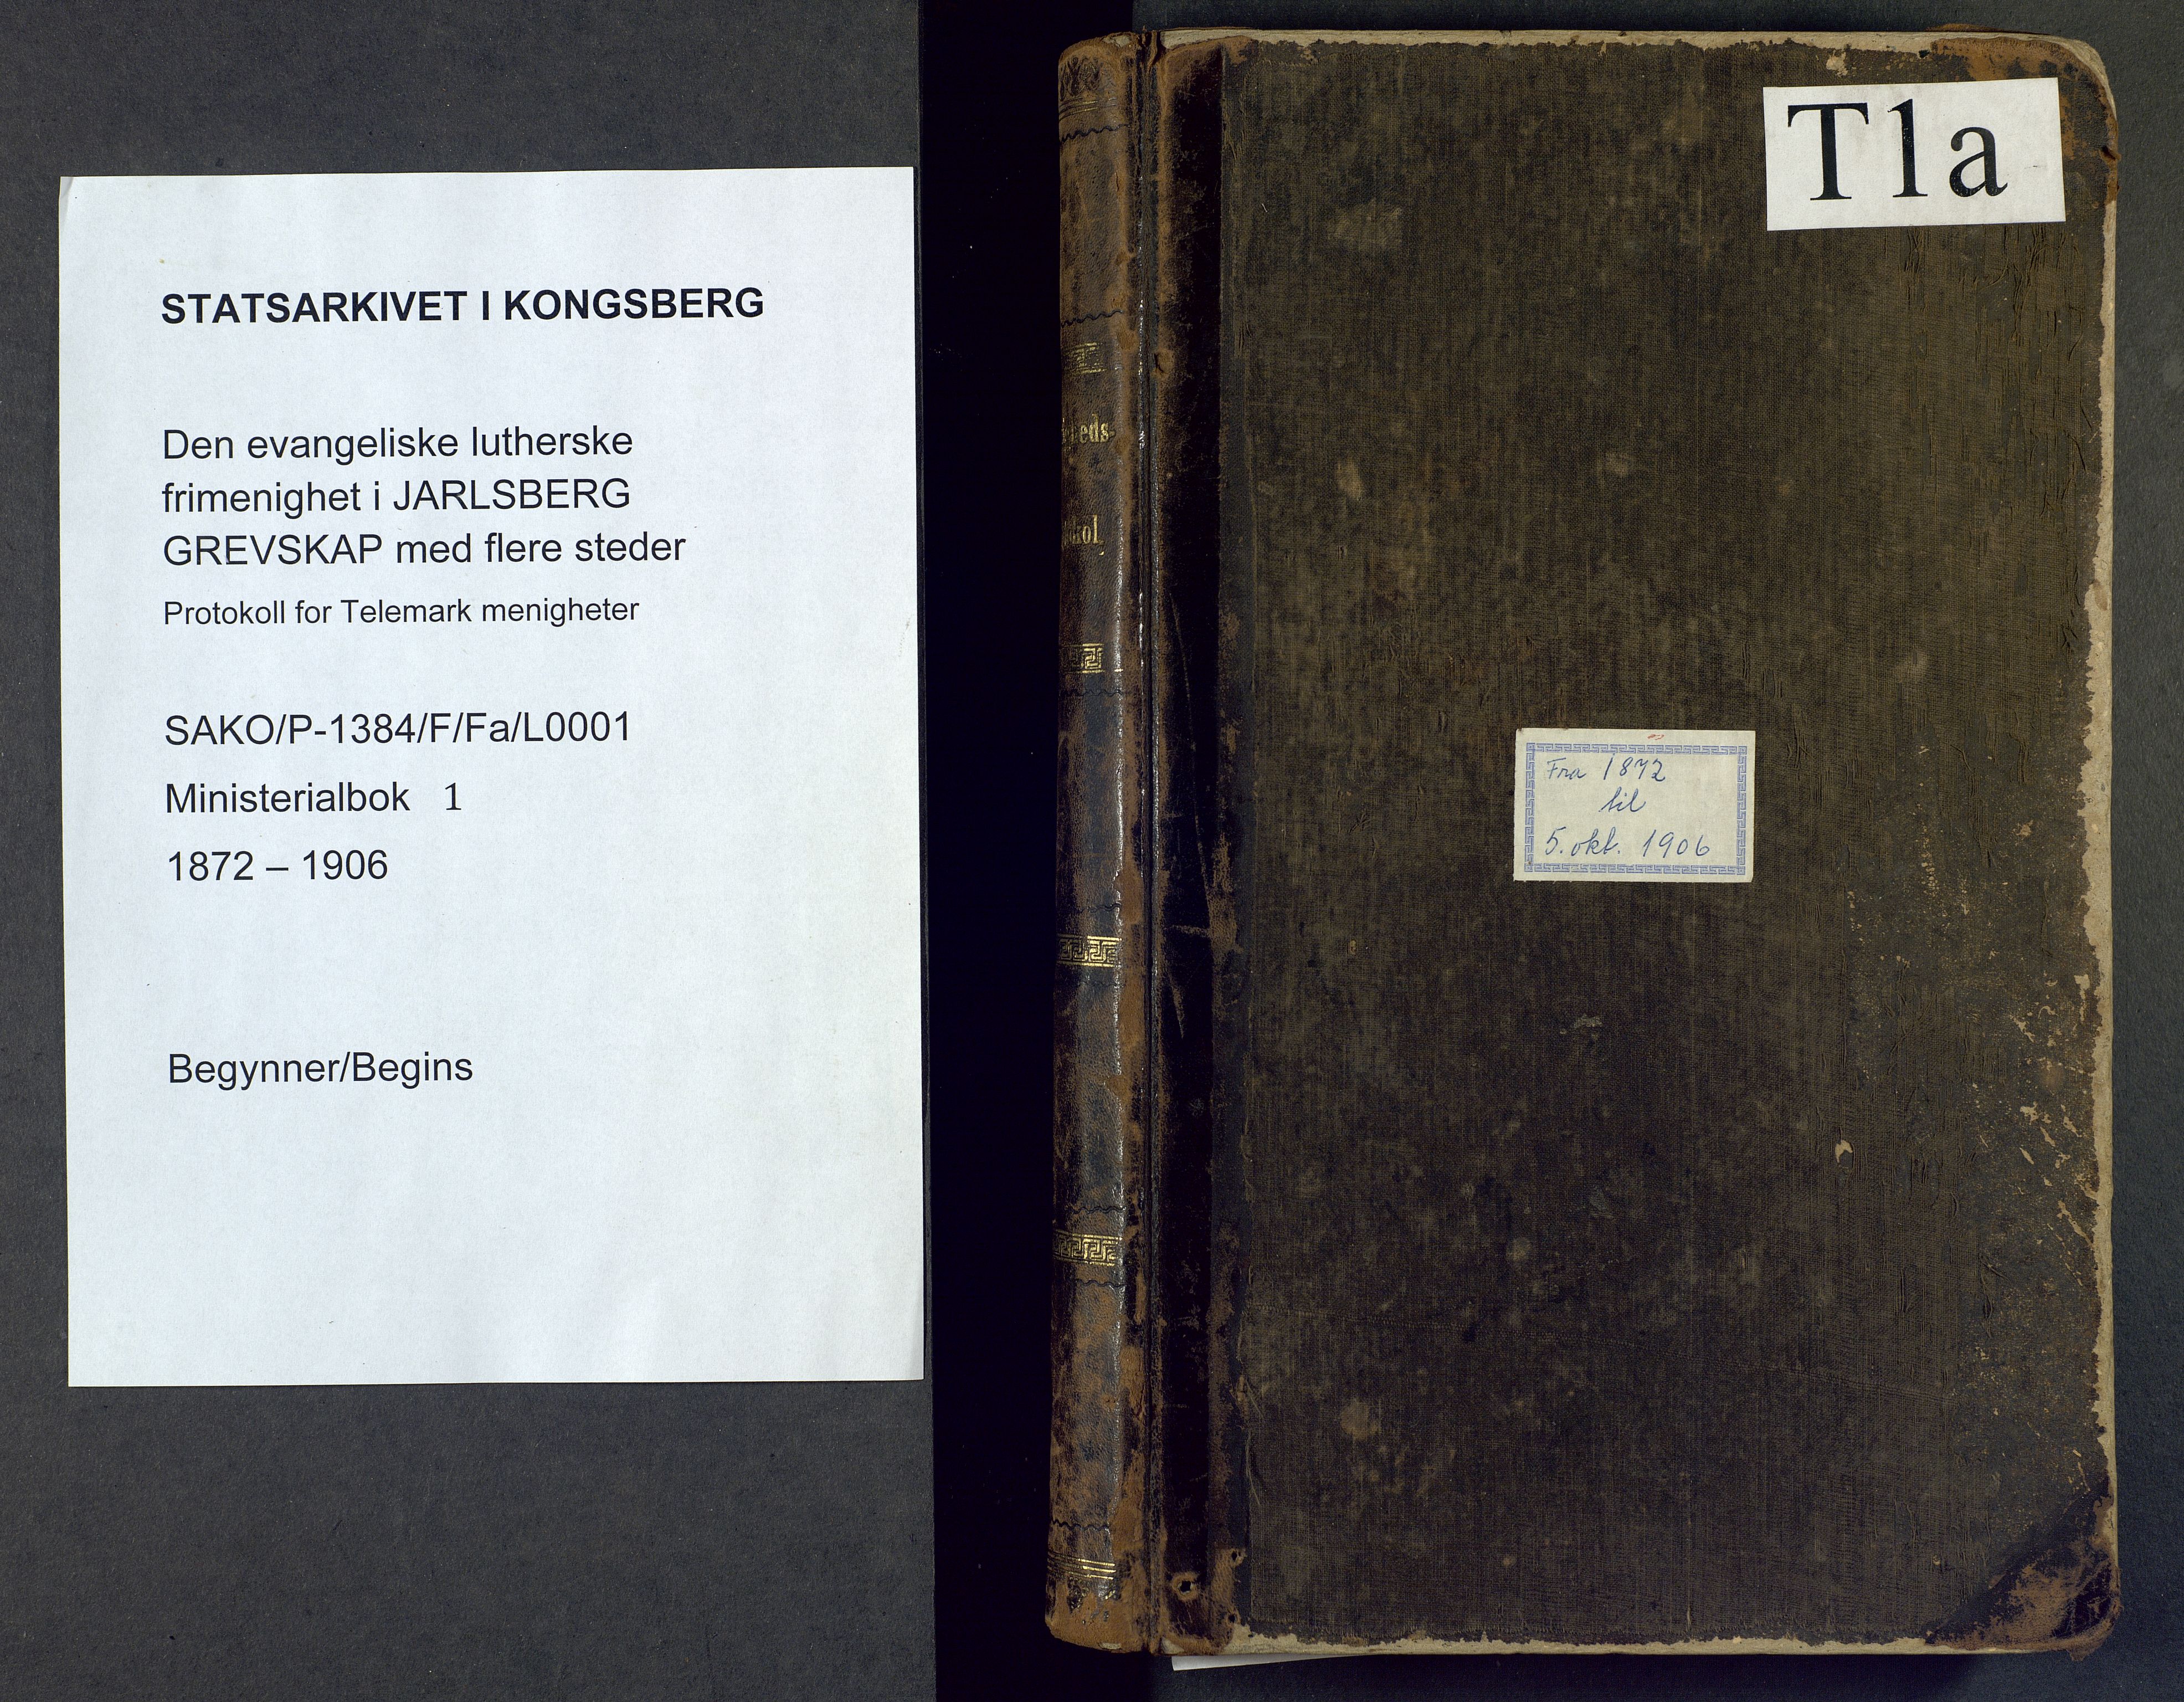 STATSARKIVET I KONGSBERG
Den evangeliske lutherske
frimenighet i JARLSBERG
GREVSKAP med flere steder
Protokoll for Telemark menigheter
SAKO/P-1384/F/Fa/L0001
Ministerialbok 1
1872 – 1906
Begynner/Begins
T1a
Fra 1872
til
5. okt. 1906